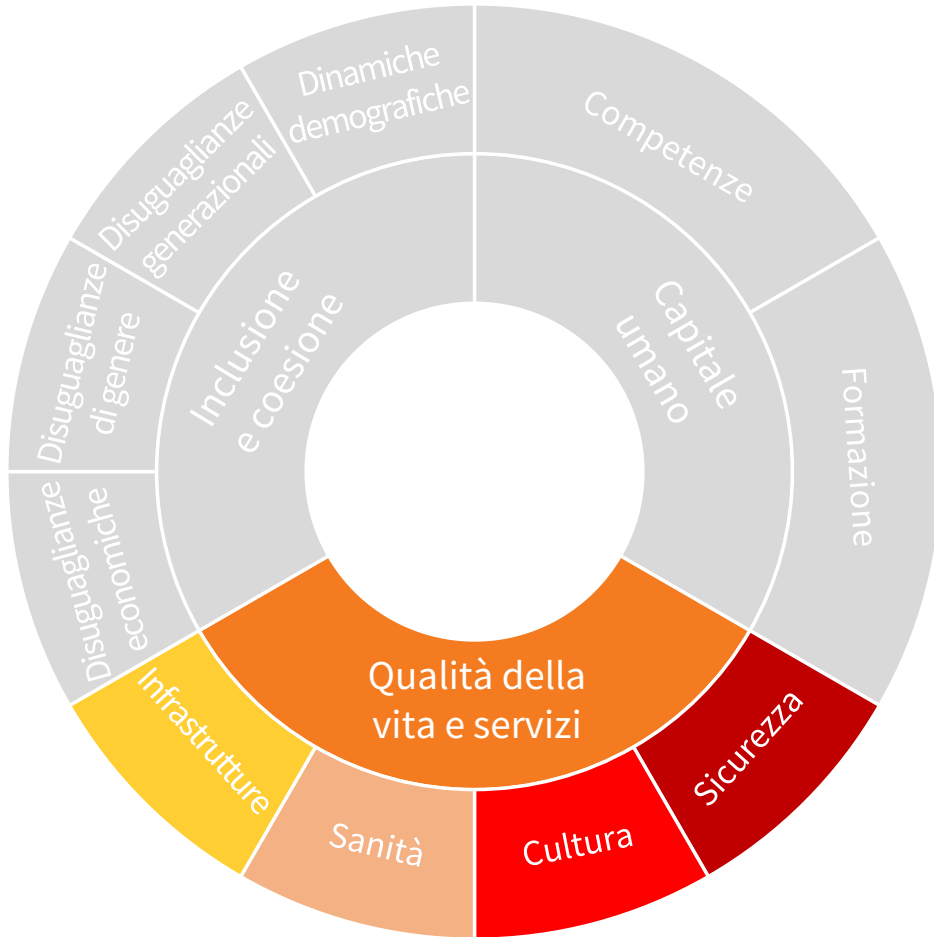 Dinamiche
demografiche
Competenze
Disuguaglianze
generazionali
Inclusione
e coesione
Capitale
umano
Disuguaglianze
di genere
Formazione
Disuguaglianze
economiche
Qualità della
vita e servizi
Infrastrutture
Sanità
Cultura
Sicurezza